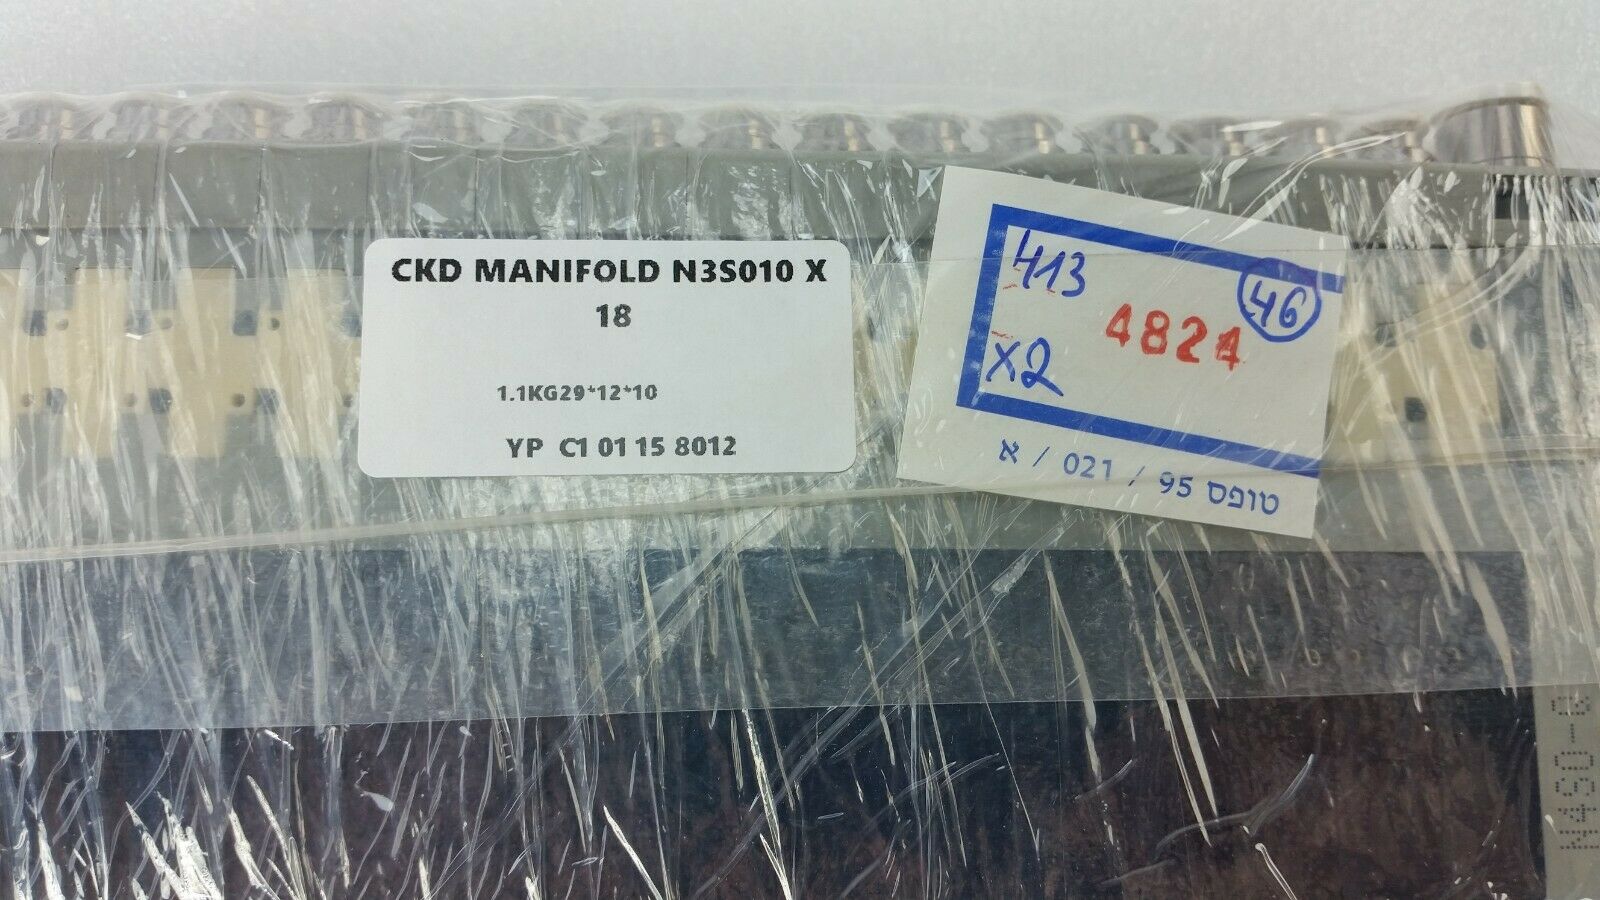 CKD MANIFOLD N3S010 X
18
1.1KG29*12*10
YP C1 01 15 8012
413
46
4824
x2
טופס 95 / 021 / א
N4S0-B